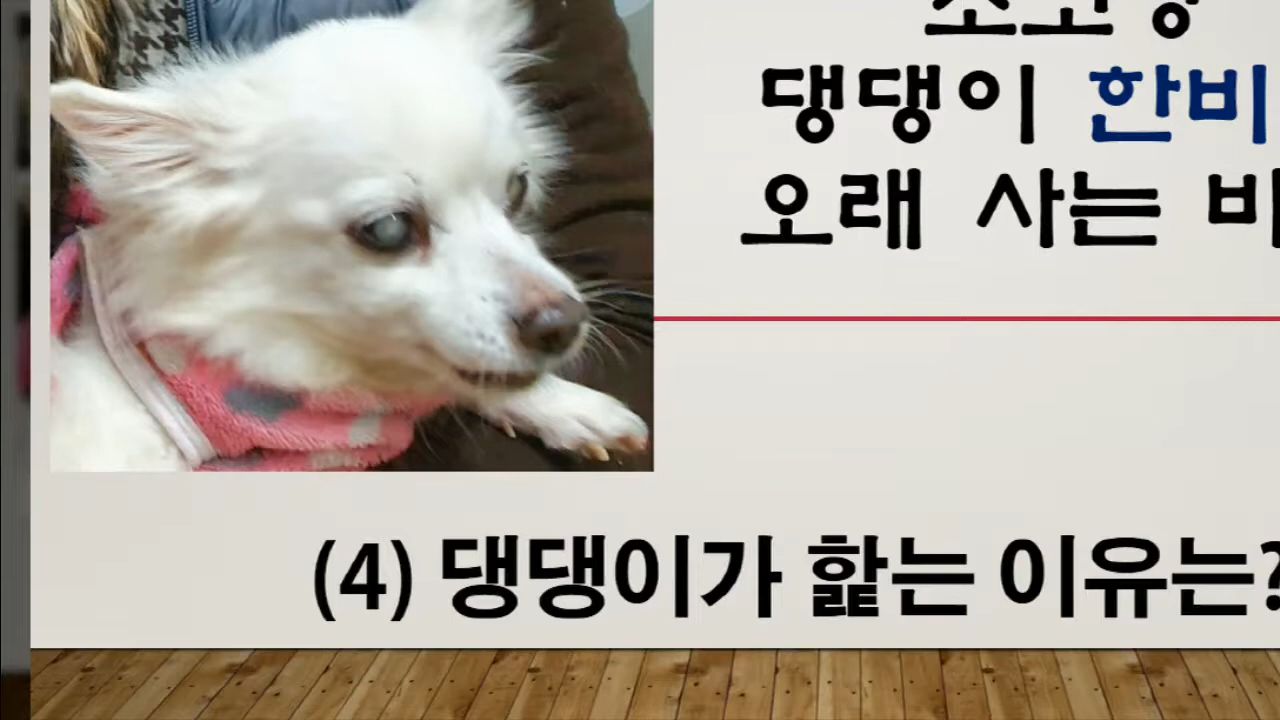 댕댕이 한비
오래 사는 비
(4) 댕댕이가 핥는 이유는?